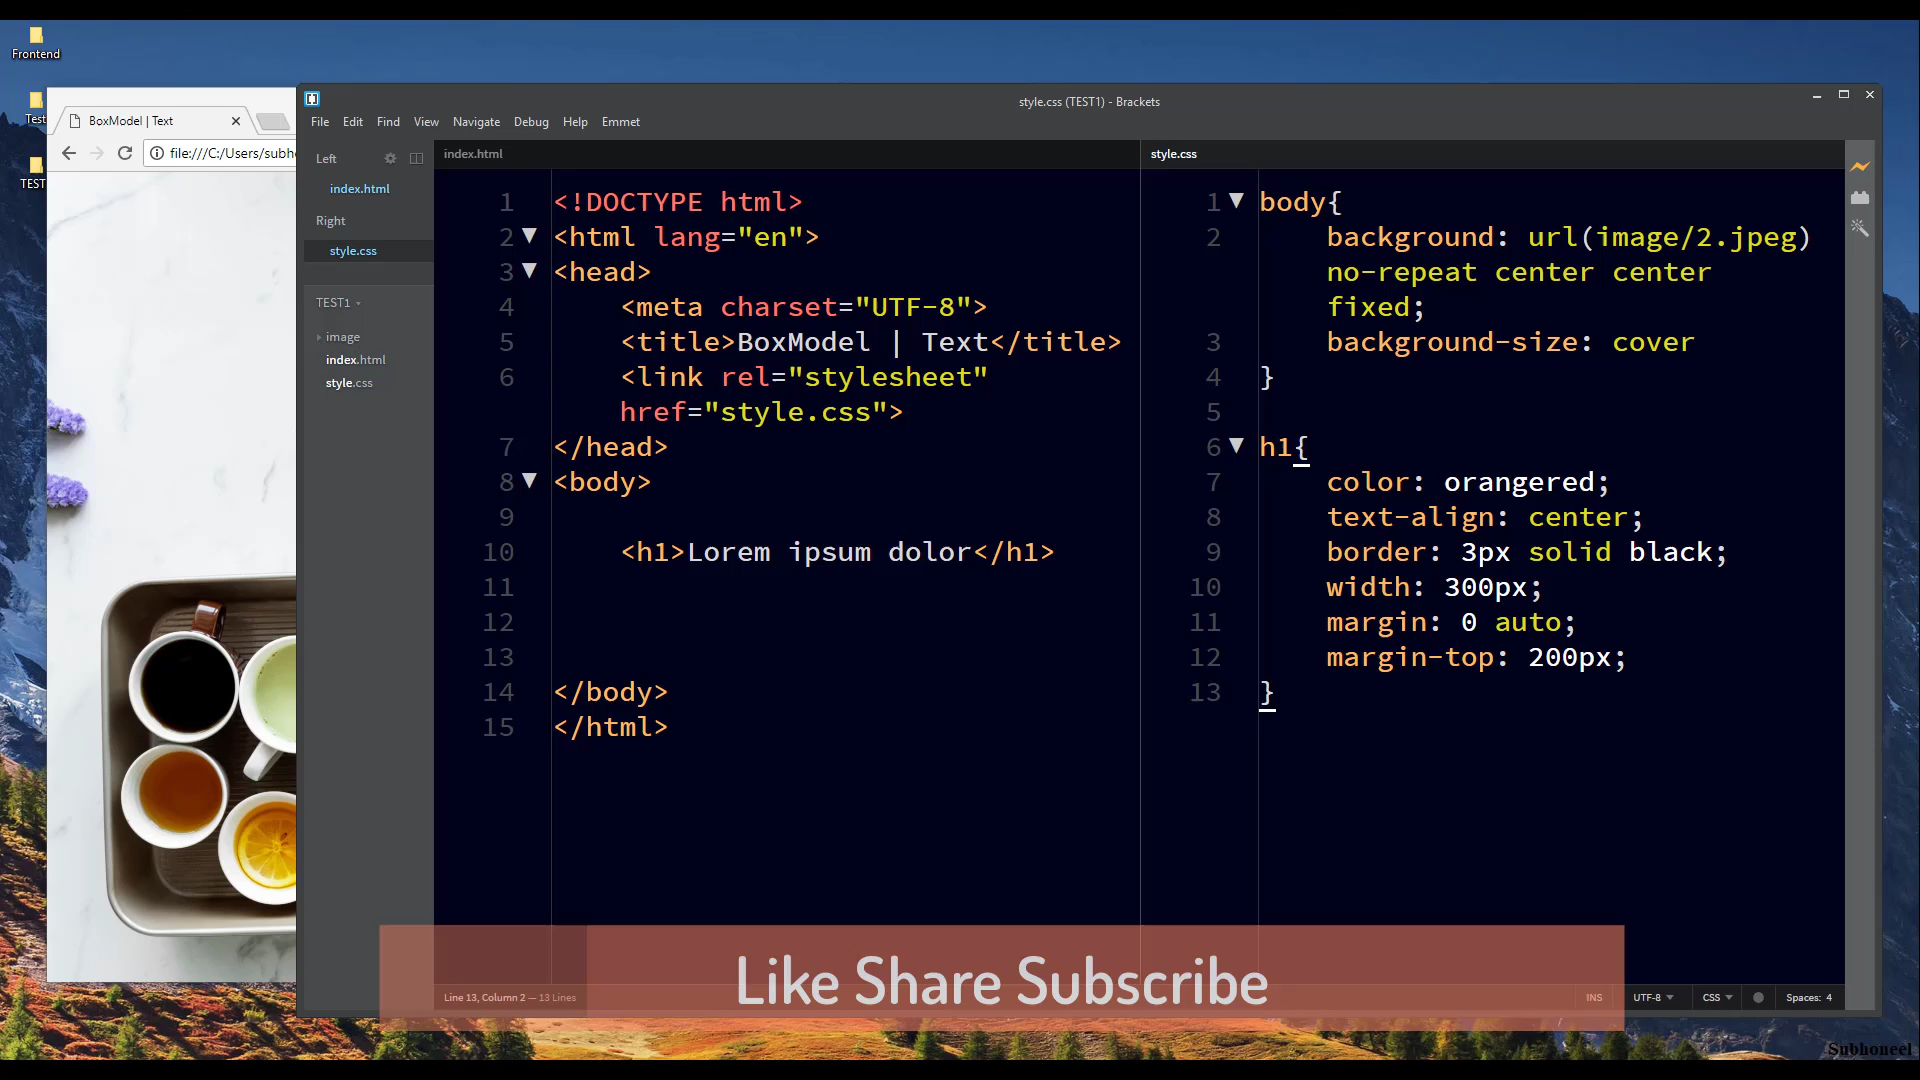 Frontend
Test
TEST
BoxModel | Text
file:///C:/Users/subh
style.css (TEST1) - Brackets
File Edit Find View Navigate Debug Help Emmet
Left
index.html
Right
style.css
TEST1
image
index.html
style.css
index.html
1 <!DOCTYPE html>
2 <html lang="en">
3 <head>
4 <meta charset="UTF-8">
5 <title>BoxModel | Text</title>
6 <link rel="stylesheet"
href="style.css">
7 </head>
8 <body>
9
10 <h1>Lorem ipsum dolor</h1>
11
12
13
14 </body>
15 </html>
style.css
1 body{
2 background: url(image/2.jpeg)
no-repeat center center
fixed;
3 background-size: cover
4 }
5
6 h1{
7 color: orangered;
8 text-align: center;
9 border: 3px solid black;
10 width: 300px;
11 margin: 0 auto;
12 margin-top: 200px;
13 }
Like Share Subscribe
Line 13, Column 2 — 13 Lines
INS UTF-8 CSS Spaces: 4
Subhoneel